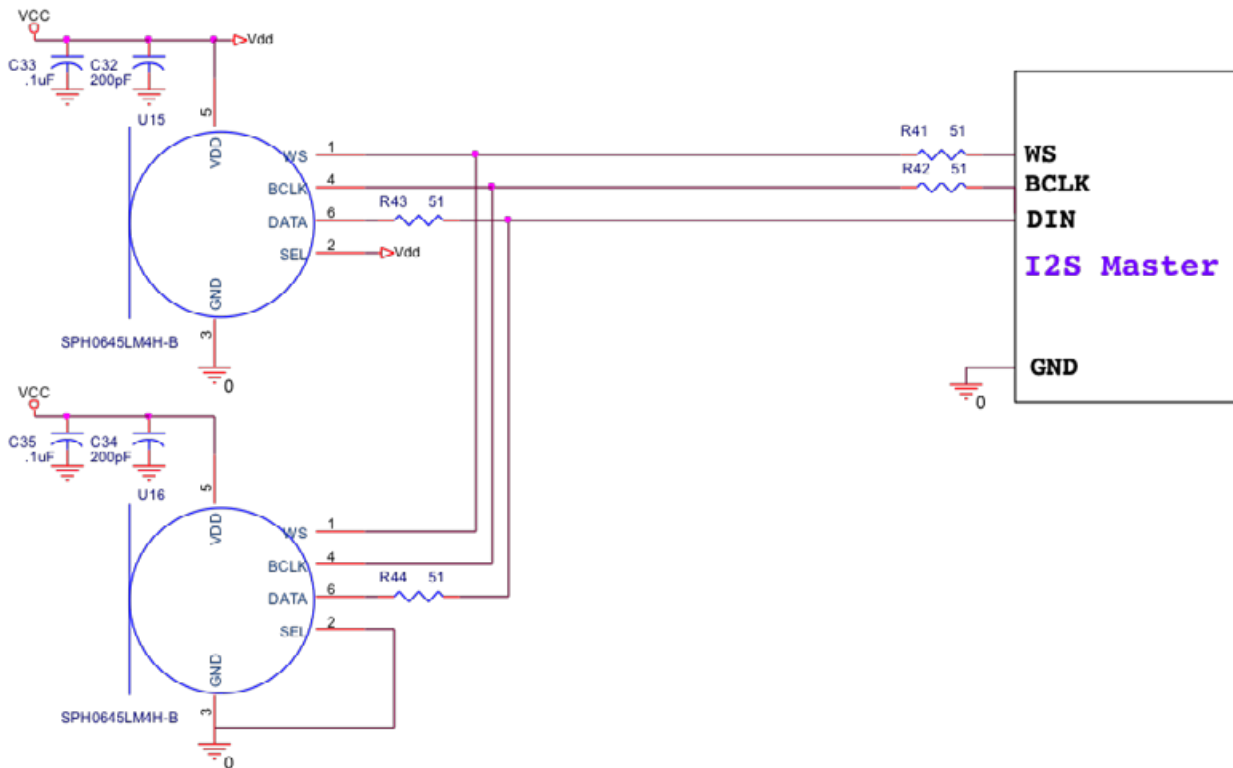 VCC
Vdd
C33
.1uF
C32
200pF
U15
5
VDD
WS
1
BCLK
4
DATA
6
SEL
2
Vdd
GND
3
0
SPH0645LM4H-B
R43 51
R41 51
R42 51
WS
BCLK
DIN
I2S Master
GND
0
VCC
C35
.1uF
C34
200pF
U16
5
VDD
WS
1
BCLK
4
DATA
6
SEL
2
R44 51
GND
3
0
SPH0645LM4H-B